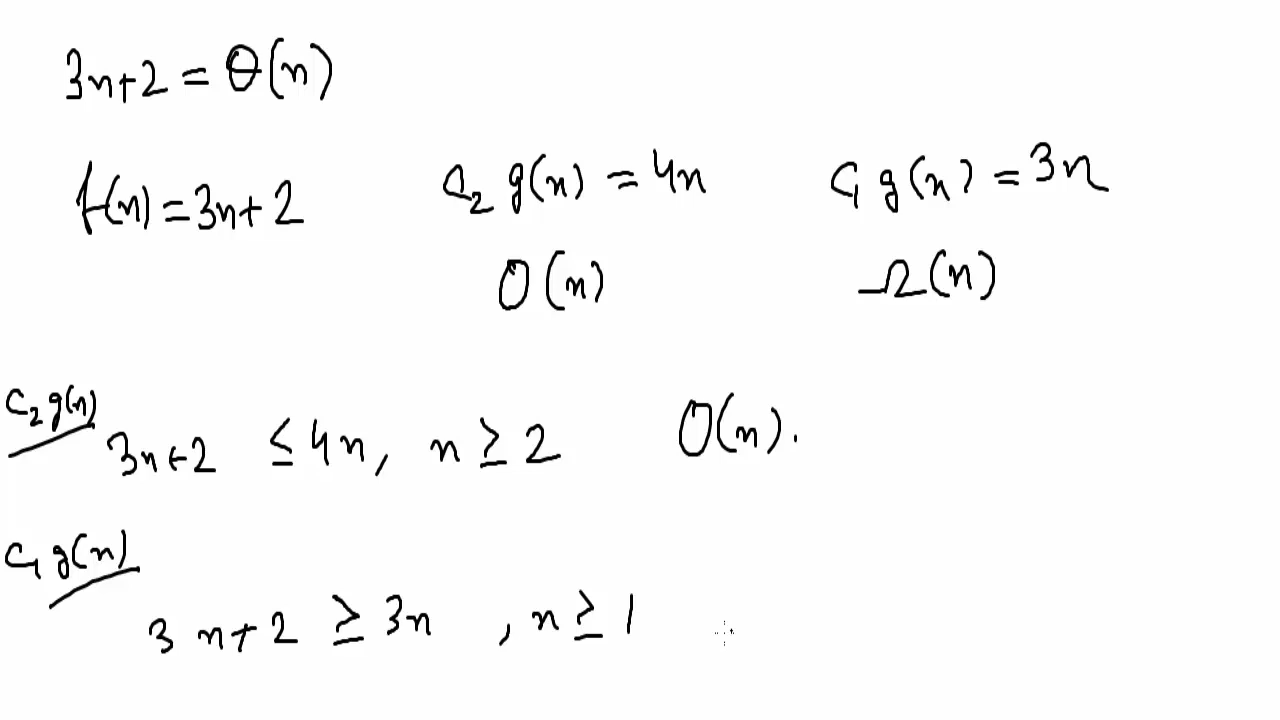 3n+2 = θ(n)
f(n) = 3n+2 C₂ g(n) = 4n C₁ g(n) = 3n
O(n) Ω(n)
C₂ g(n)
3n+2 ≤ 4n, n ≥ 2 O(n).
C₁ g(n)
3n+2 ≥ 3n , n ≥ 1